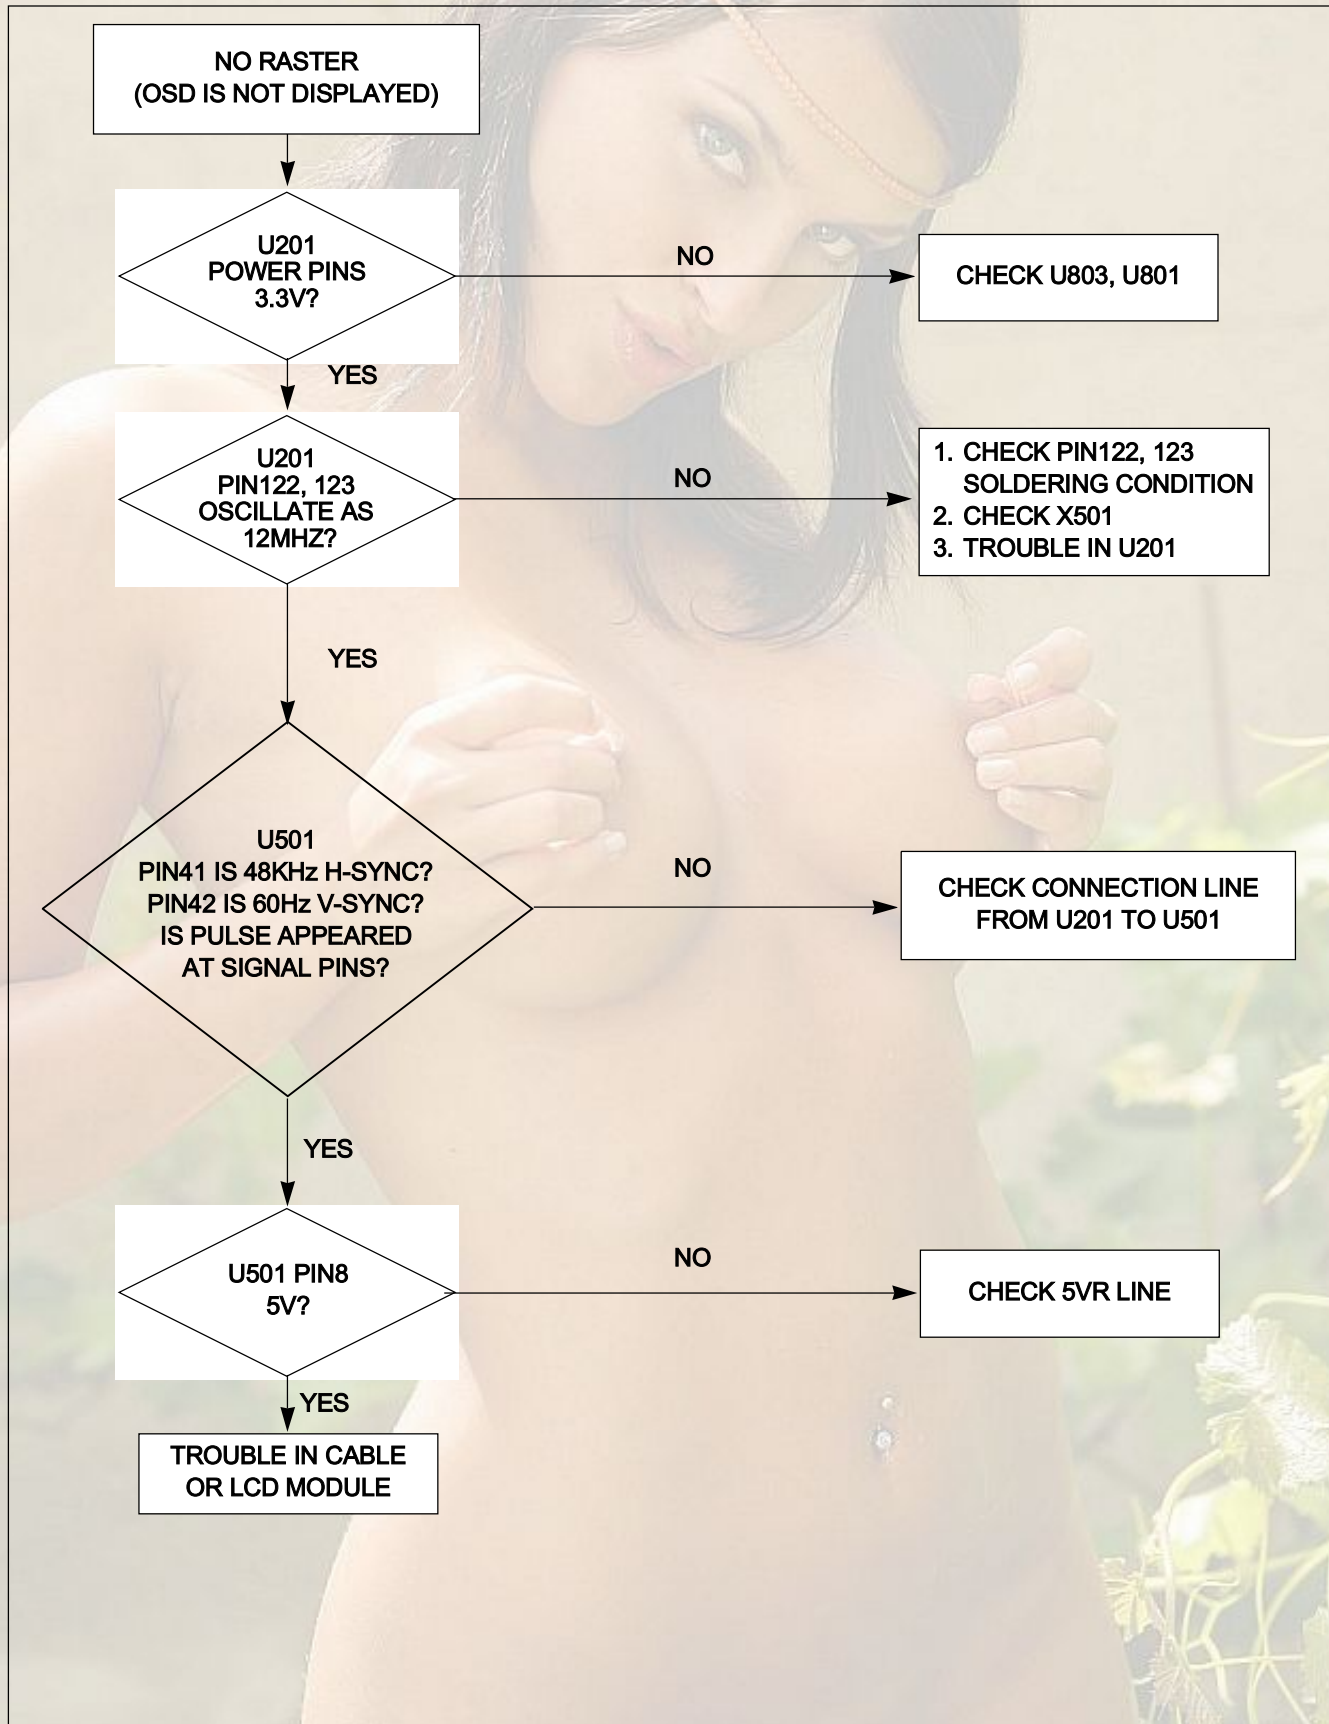 NO RASTER
(OSD IS NOT DISPLAYED)
U201
POWER PINS
3.3V?
NO
CHECK U803, U801
YES
U201
PIN122, 123
OSCILLATE AS
12MHZ?
NO
1. CHECK PIN122, 123
SOLDERING CONDITION
2. CHECK X501
3. TROUBLE IN U201
YES
U501
PIN41 IS 48KHz H-SYNC?
PIN42 IS 60Hz V-SYNC?
IS PULSE APPEARED
AT SIGNAL PINS?
NO
CHECK CONNECTION LINE
FROM U201 TO U501
YES
U501 PIN8
5V?
NO
CHECK 5VR LINE
YES
TROUBLE IN CABLE
OR LCD MODULE